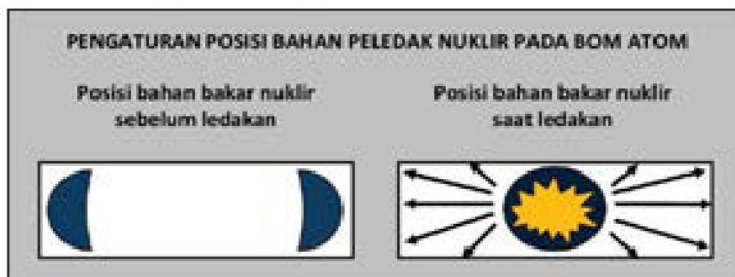 PENGATURAN POSISI BAHAN PELEDAK NUKLIR PADA BOM ATOM
Posisi bahan bakar nuklir
sebelum ledakan
Posisi bahan bakar nuklir
saat ledakan